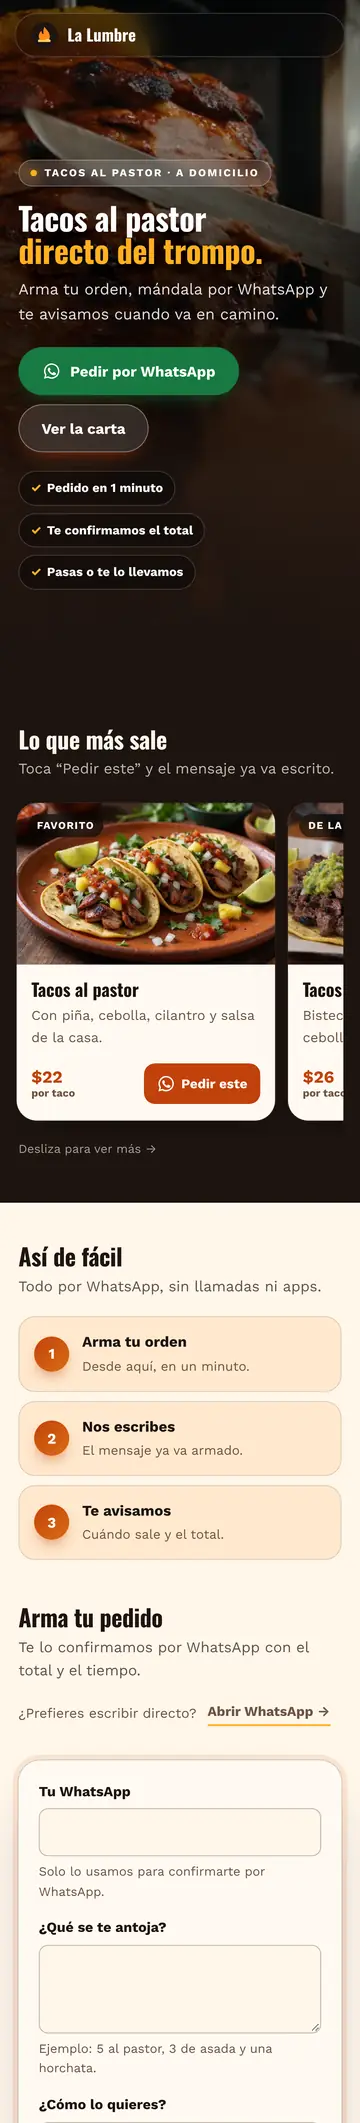 La Lumbre
TACOS AL PASTOR · A DOMICILIO
Tacos al pastor
directo del trompo.
Arma tu orden, mándala por WhatsApp y
te avisamos cuando va en camino.
Pedir por WhatsApp
Ver la carta
✓ Pedido en 1 minuto
✓ Te confirmamos el total
✓ Pasas o te lo llevamos
Lo que más sale
Toca “Pedir este” y el mensaje ya va escrito.
FAVORITO
DE LA
Tacos al pastor
Con piña, cebolla, cilantro y salsa
de la casa.
$22
por taco
Pedir este
Tacos
Bistec
ceboll
$26
por taco
Desliza para ver más →
Así de fácil
Todo por WhatsApp, sin llamadas ni apps.
1
Arma tu orden
Desde aquí, en un minuto.
2
Nos escribes
El mensaje ya va armado.
3
Te avisamos
Cuándo sale y el total.
Arma tu pedido
Te lo confirmamos por WhatsApp con el
total y el tiempo.
¿Prefieres escribir directo? Abrir WhatsApp →
Tu WhatsApp
Solo lo usamos para confirmarte por
WhatsApp.
¿Qué se te antoja?
Ejemplo: 5 al pastor, 3 de asada y una
horchata.
¿Cómo lo quieres?